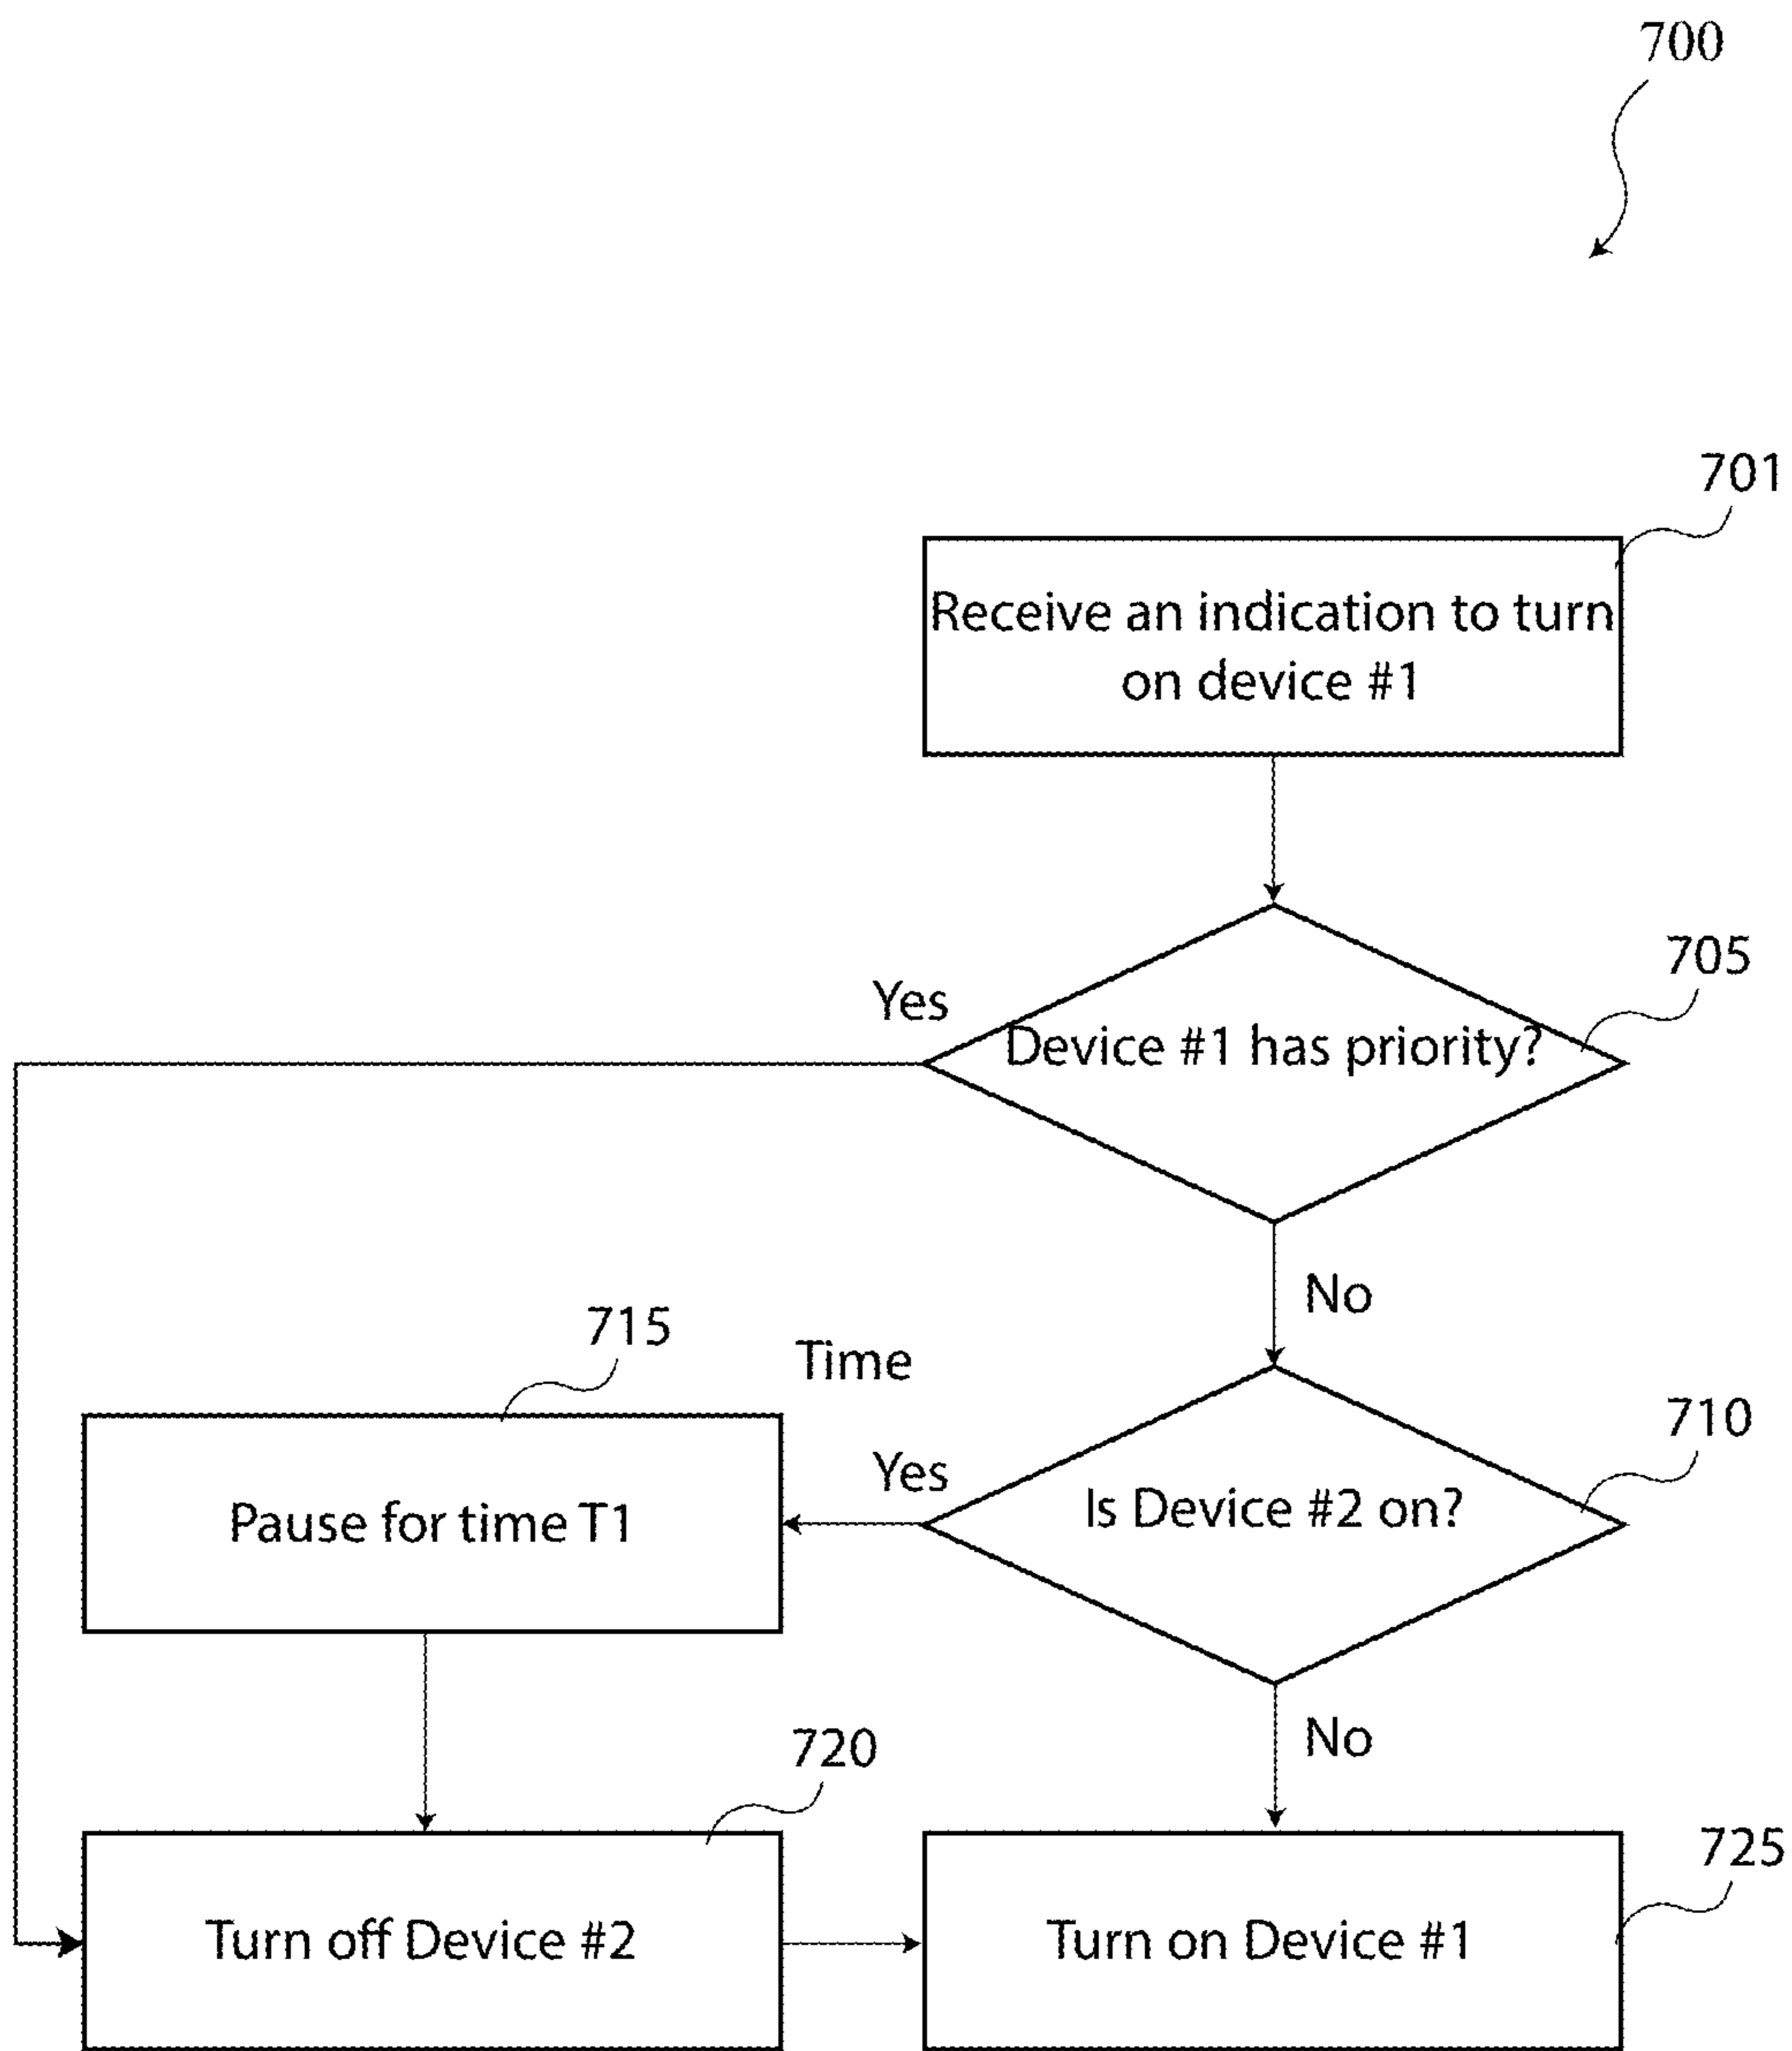 700
701
Receive an indication to turn
on device #1
705
Yes
Device #1 has priority?
No
715
Time
710
Yes
Is Device #2 on?
Pause for time T1
No
720
725
Turn off Device #2
Turn on Device #1